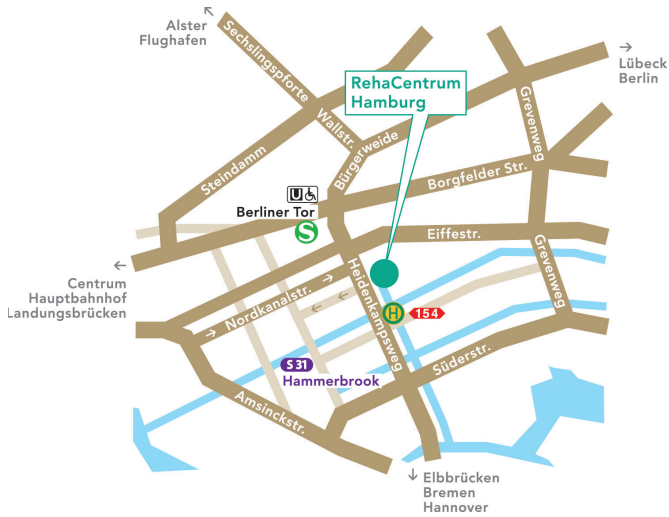 Alster
Flughafen
Sechslingspforte
Lübeck
Berlin
RehaCentrum
Hamburg
Wallstr.
Grevenweg
Bürgerweide
Steindamm
Borgfelder Str.
U
Berliner Tor
S
Eiffestr.
Grevenweg
Centrum
Hauptbahnhof
Landungsbrücken
Heidenkampsweg
Nordkanalstr.
H
154
S 31
Hammerbrook
Süderstr.
Amsinckstr.
Elbbrücken
Bremen
Hannover